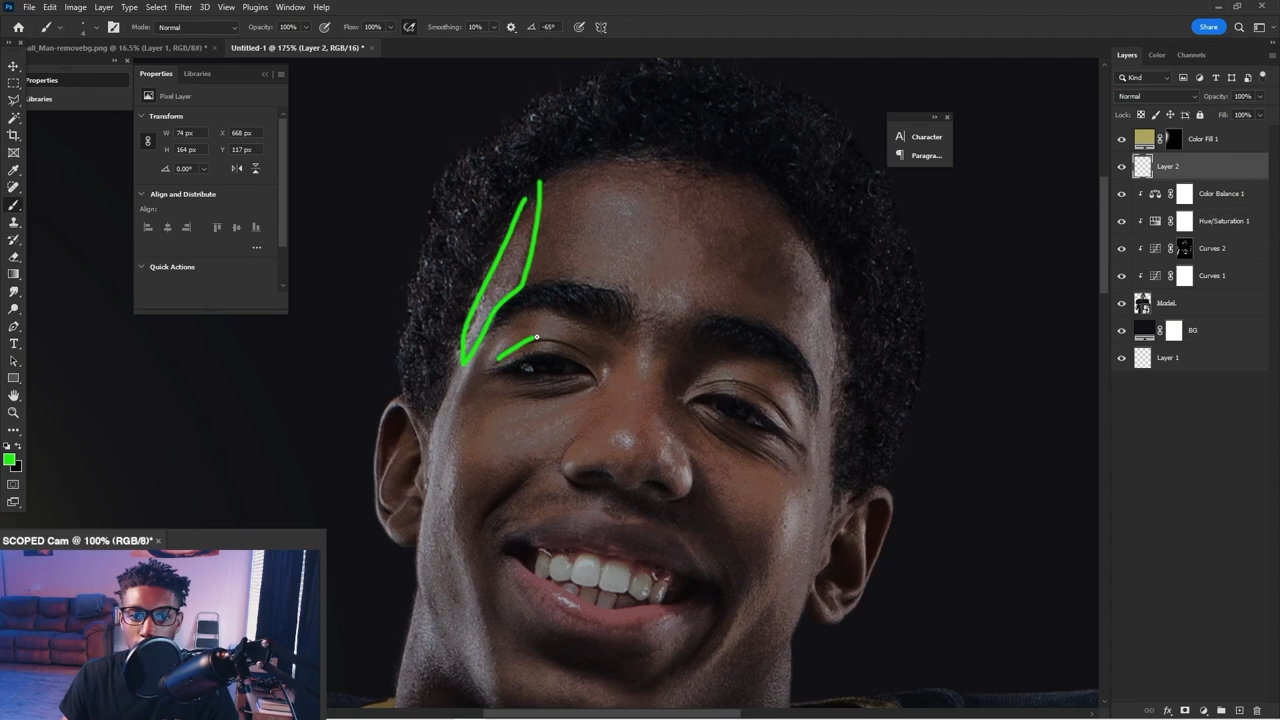 Ps File Edit Image Layer Type Select Filter 3D View Plugins Window Help
Mode: Normal Opacity: 100% Flow: 100% Smoothing: 10% -65° Share
all_Man-removebg.png @ 16.5% (Layer 1, RGB/8#) * × Untitled-1 @ 175% (Layer 2, RGB/16) * ×
Properties
Libraries
Properties Libraries
Pixel Layer
Transform
W 74 px X 668 px
H 164 px Y 117 px
0.00°
Align and Distribute
Align:
Quick Actions
Character
Paragra...
Layers Color Channels
Kind
Normal Opacity: 100%
Lock: Fill: 100%
Color Fill 1
Layer 2
Color Balance 1
Hue/Saturation 1
Curves 2
Curves 1
Model
BG
Layer 1
SCOPED Cam @ 100% (RGB/8)* ×